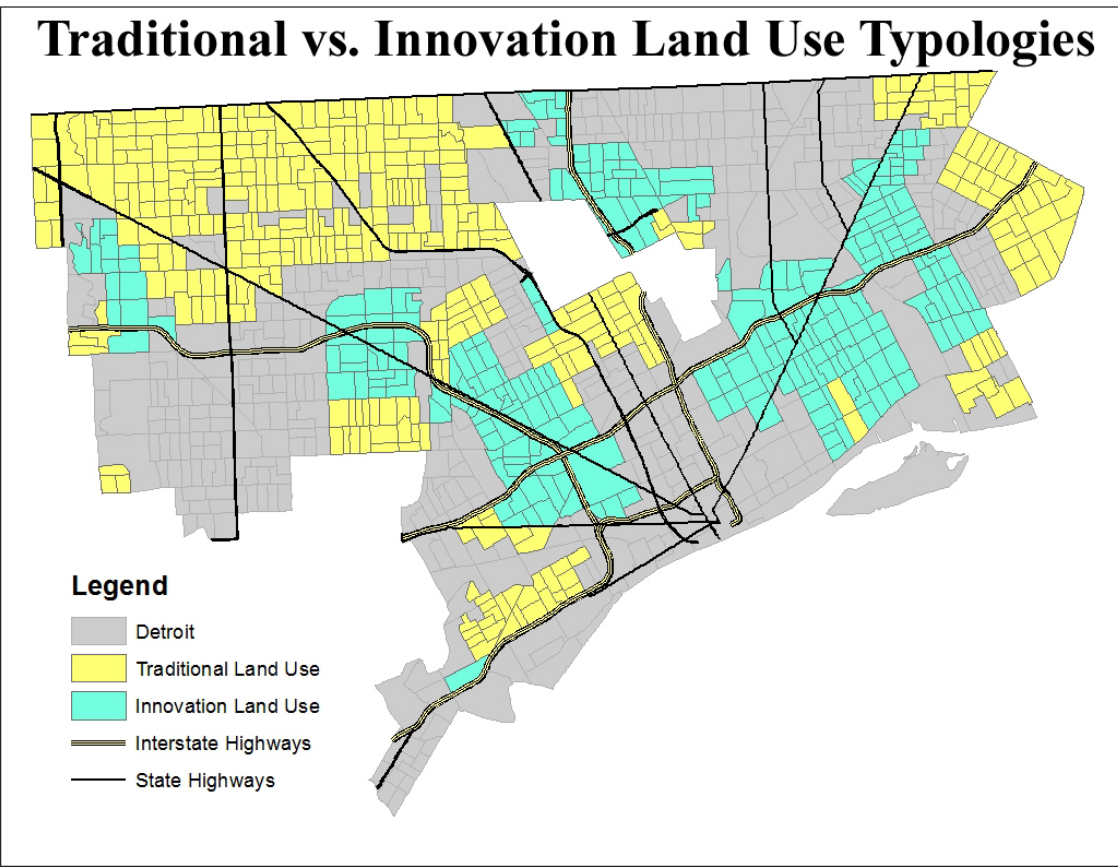 Traditional vs. Innovation Land Use Typologies
Legend
Detroit
Traditional Land Use
Innovation Land Use
Interstate Highways
State Highways